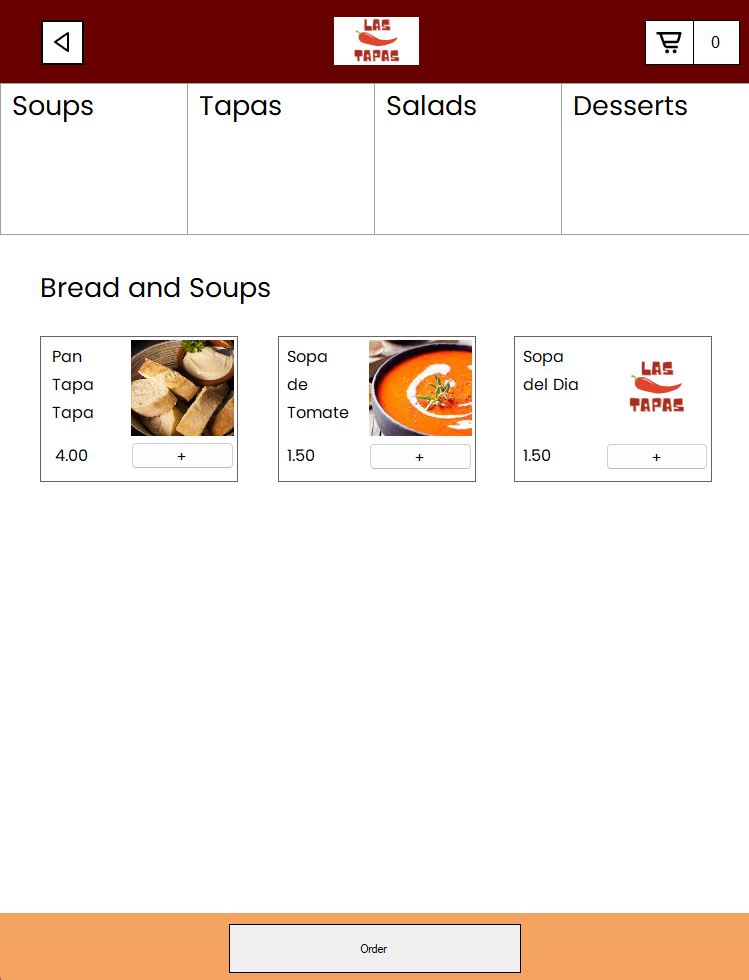 LAS
TAPAS
0
Soups
Tapas
Salads
Desserts
Bread and Soups
Pan
Tapa
Tapa
4.00
+
Sopa
de
Tomate
1.50
+
Sopa
del Dia
LAS
TAPAS
1.50
+
Order